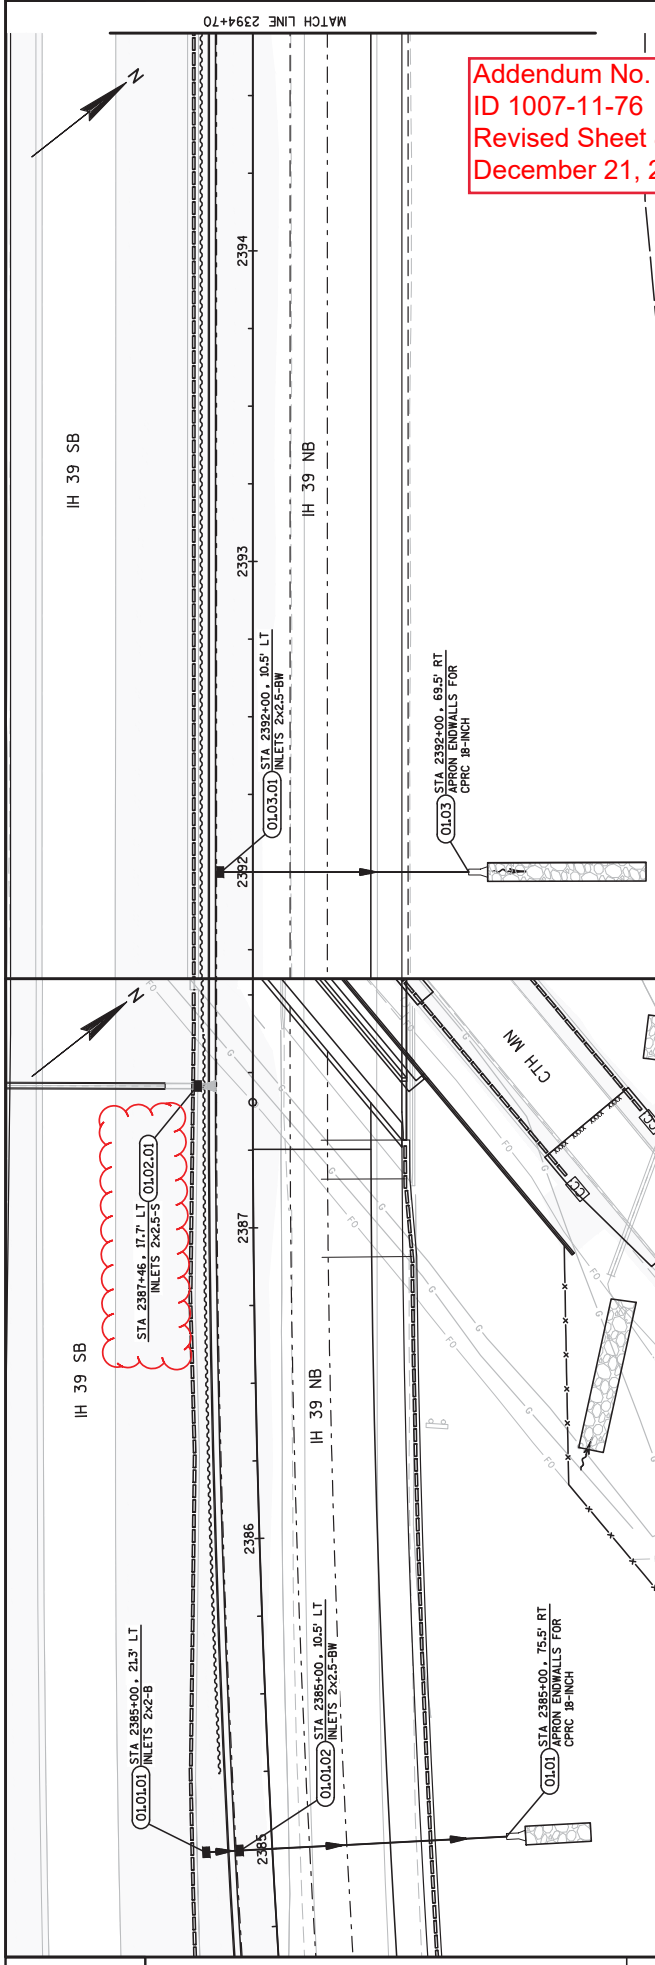 MATCH LINE 2394+70
N
Addendum No.
ID 1007-11-76
Revised Sheet
December 21, 2
2394
IH 39 SB
IH 39 NB
2393
01.03.01
STA 2392+00, 10.5' LT
INLETS 2x2.5-BW
01.03
STA 2392+00, 69.5' RT
APRON ENDWALLS FOR
CPRC 18-INCH
2392
N
FO
G
CTH MN
STA 2387+46, 17.7' LT
INLETS 2x2.5-S
01.02.01
2387
IH 39 SB
IH 39 NB
2386
01.01.01
STA 2385+00, 21.3' LT
INLETS 2x2-B
01.01.02
STA 2385+00, 10.5' LT
INLETS 2x2.5-BW
01.01
STA 2385+00, 75.5' RT
APRON ENDWALLS FOR
CPRC 18-INCH
2385